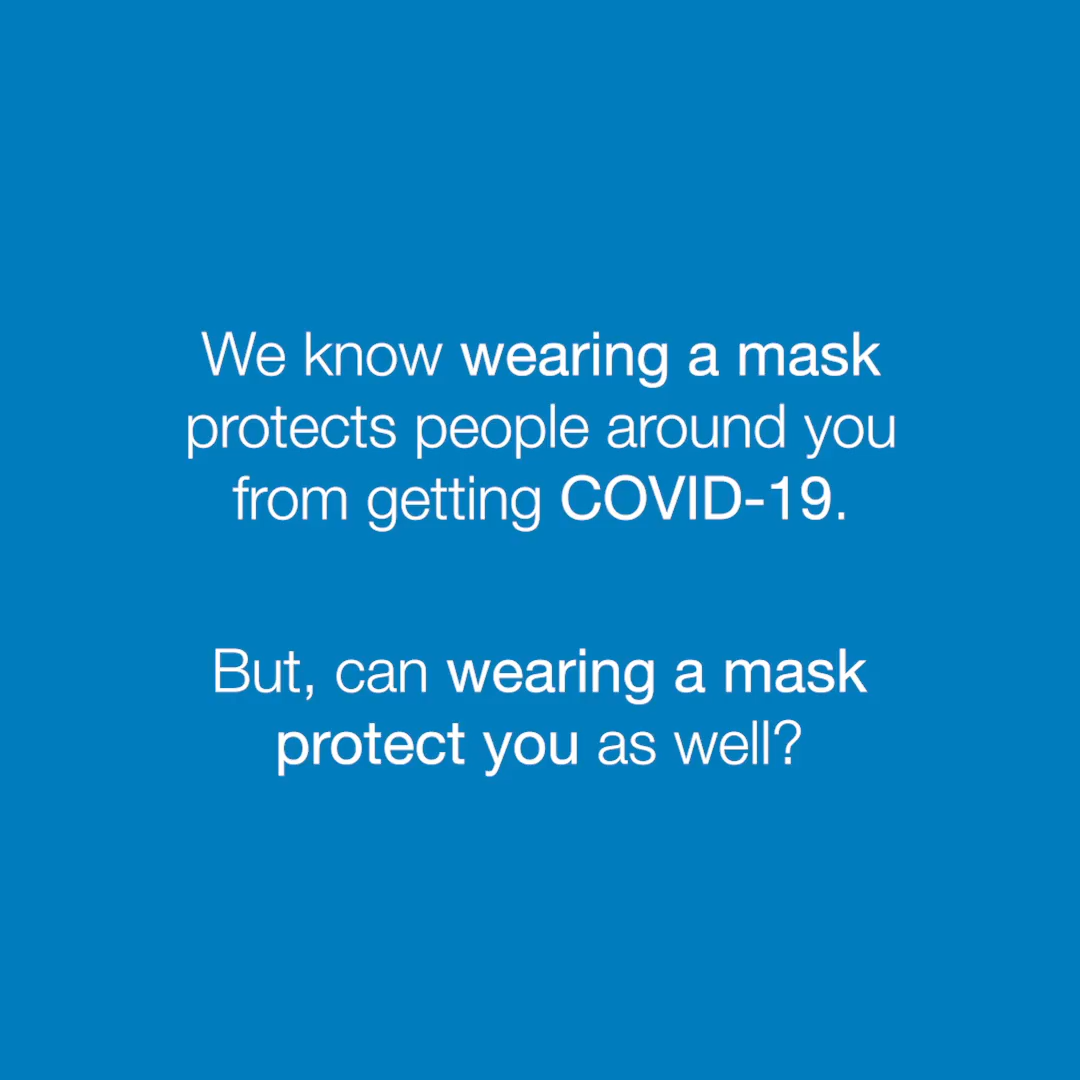 We know wearing a mask
protects people around you
from getting COVID-19.
But, can wearing a mask
protect you as well?